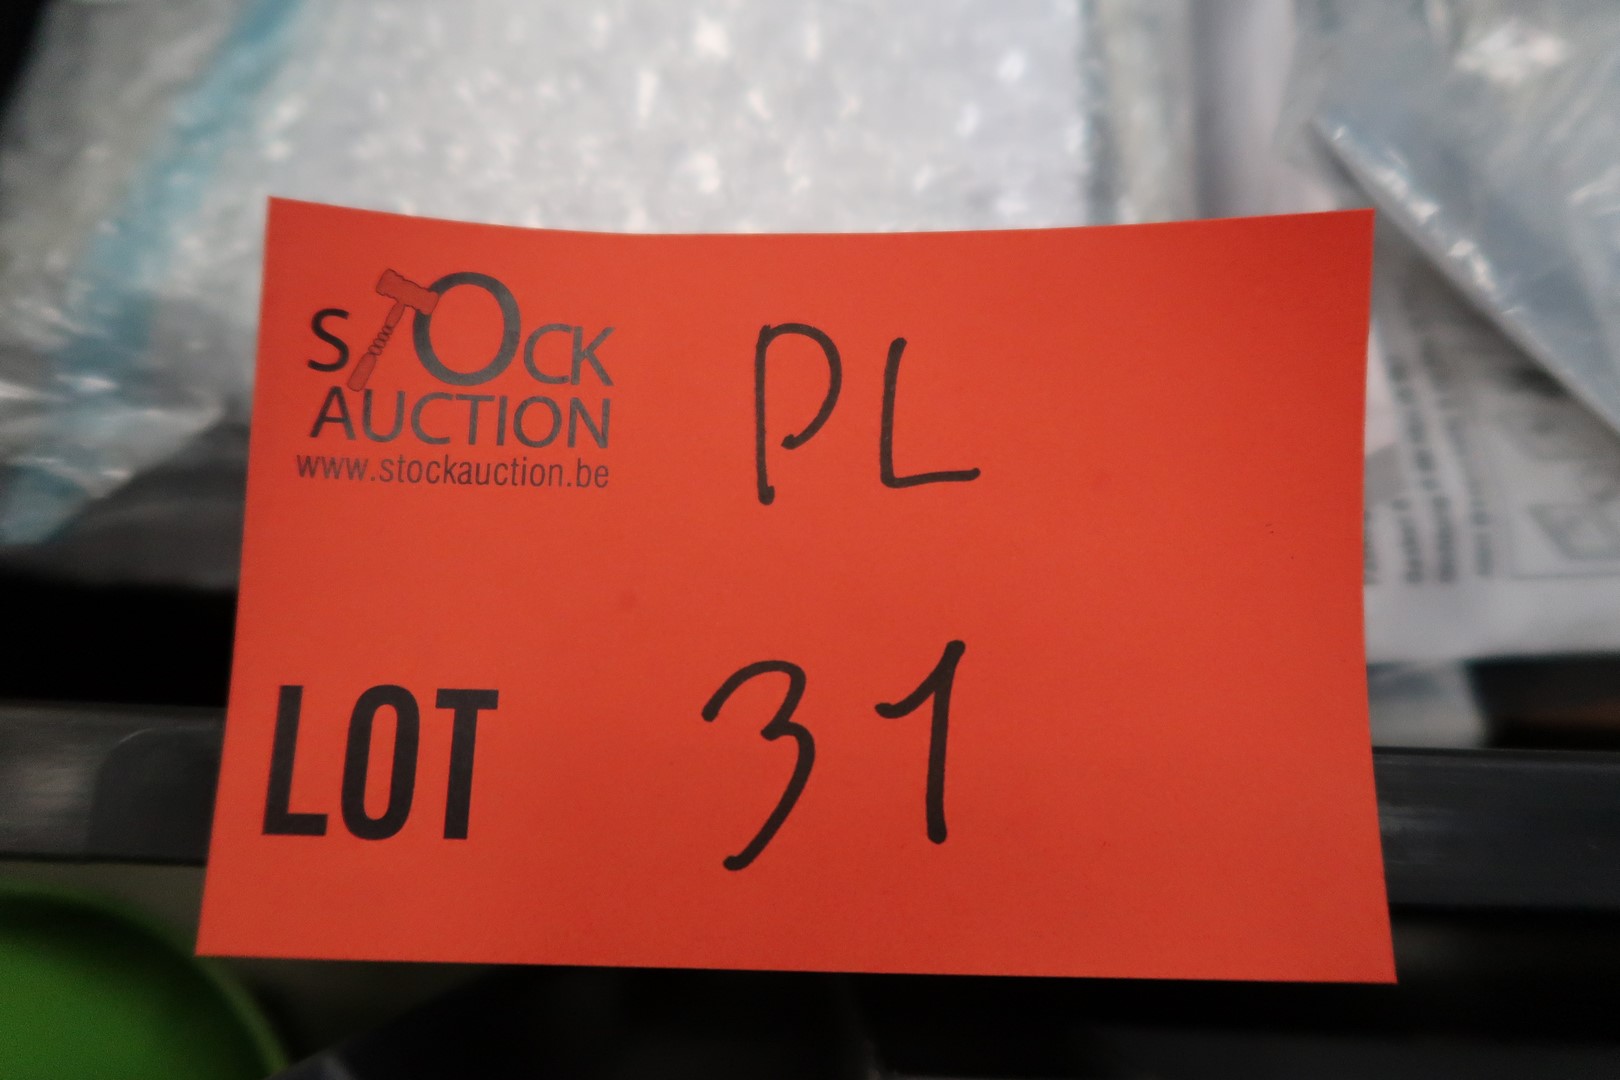 STOCK
AUCTION
www.stockauction.be
PL
LOT 31